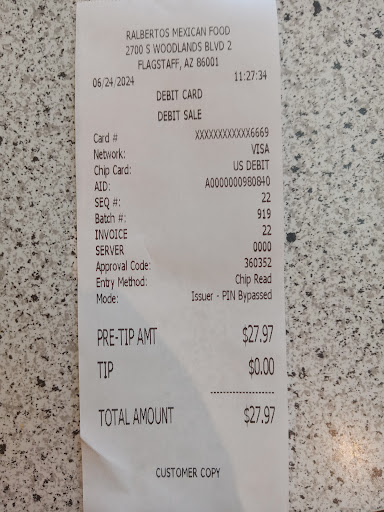 RALBERTOS MEXICAN FOOD
2700 S WOODLANDS BLVD 2
FLAGSTAFF, AZ 86001
06/24/2024 11:27:34
DEBIT CARD
DEBIT SALE
Card # XXXXXXXXXXXX6669
Network: VISA
Chip Card: US DEBIT
AID: A0000000980840
SEQ #: 22
Batch #: 919
INVOICE 22
SERVER 0000
Approval Code: 360352
Entry Method: Chip Read
Mode: Issuer - PIN Bypassed
PRE-TIP AMT $27.97
TIP $0.00
--------------------
TOTAL AMOUNT $27.97
CUSTOMER COPY